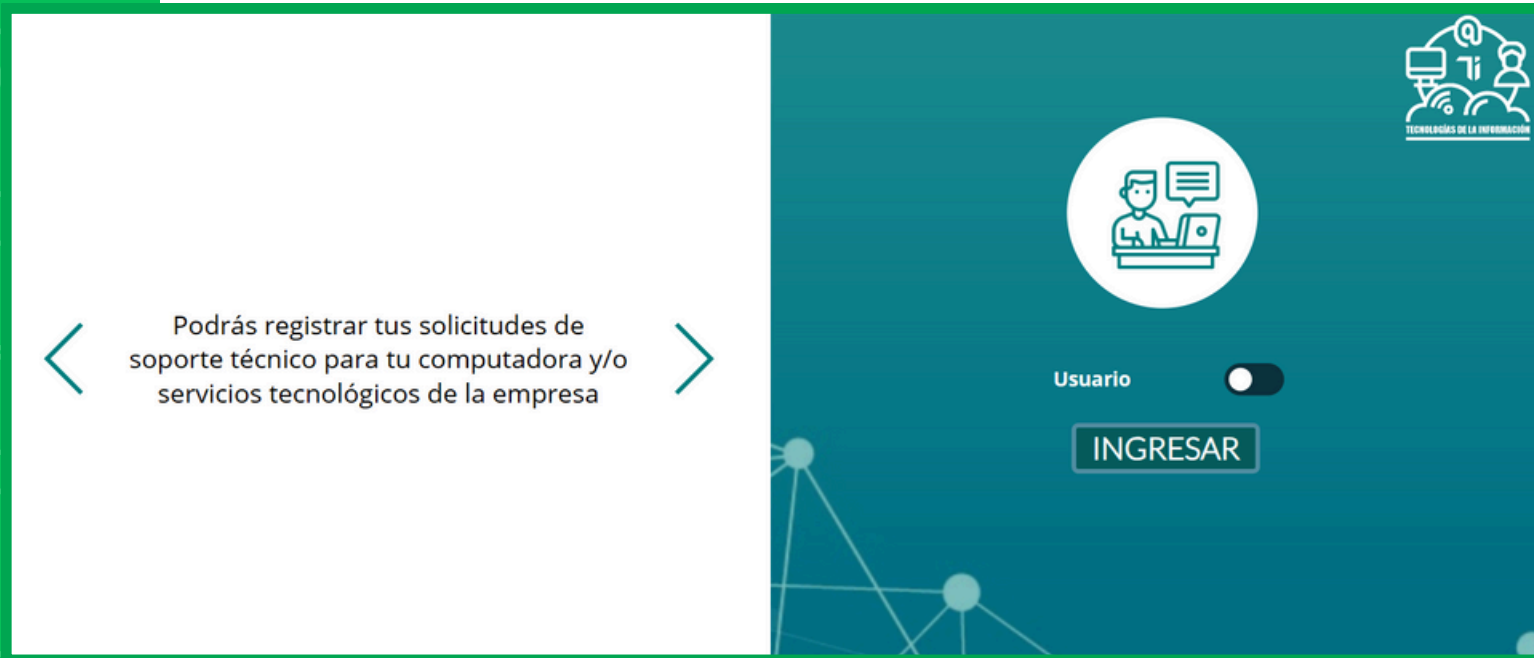 Podrás registrar tus solicitudes de
soporte técnico para tu computadora y/o
servicios tecnológicos de la empresa
@
Ti
TECNOLOGÍAS DE LA INFORMACIÓN
Usuario
INGRESAR